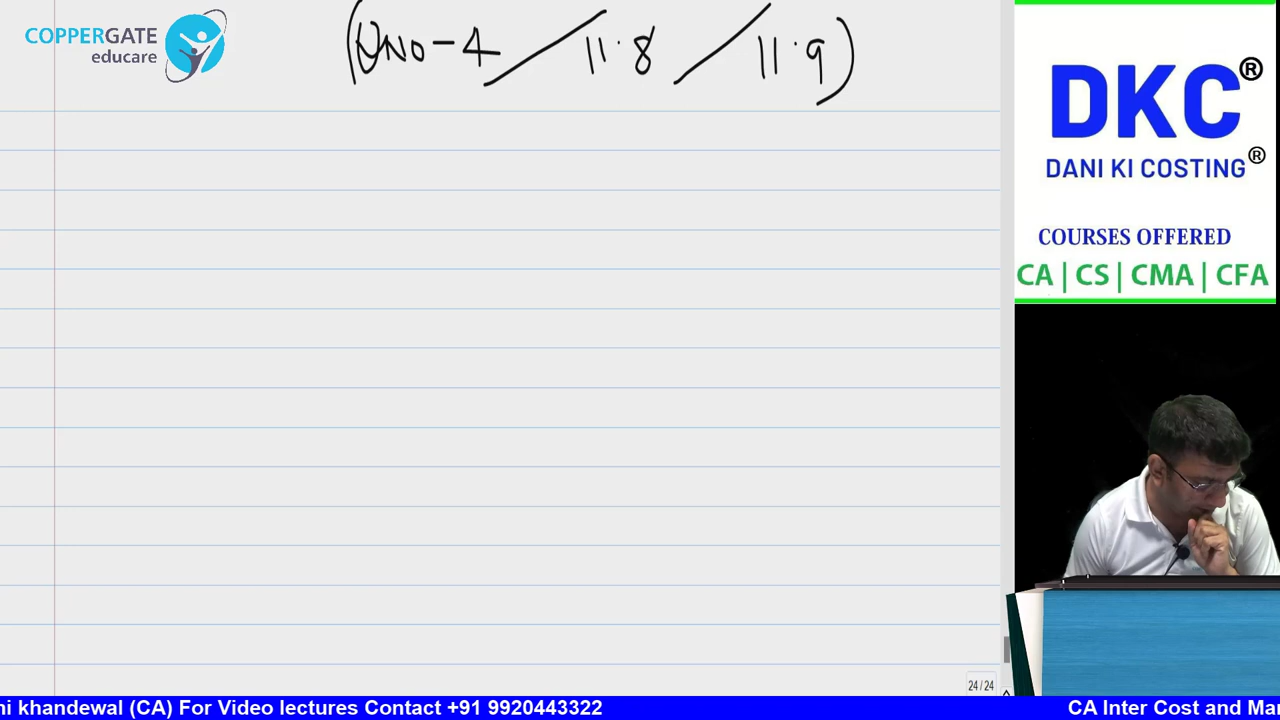 COPPERGATE
educare
(QNo-4 / 11.8 / 11.9)
DKC®
DANI KI COSTING®
COURSES OFFERED
CA | CS | CMA | CFA
24 / 24
ni khandewal (CA) For Video lectures Contact +91 9920443322
CA Inter Cost and Mar